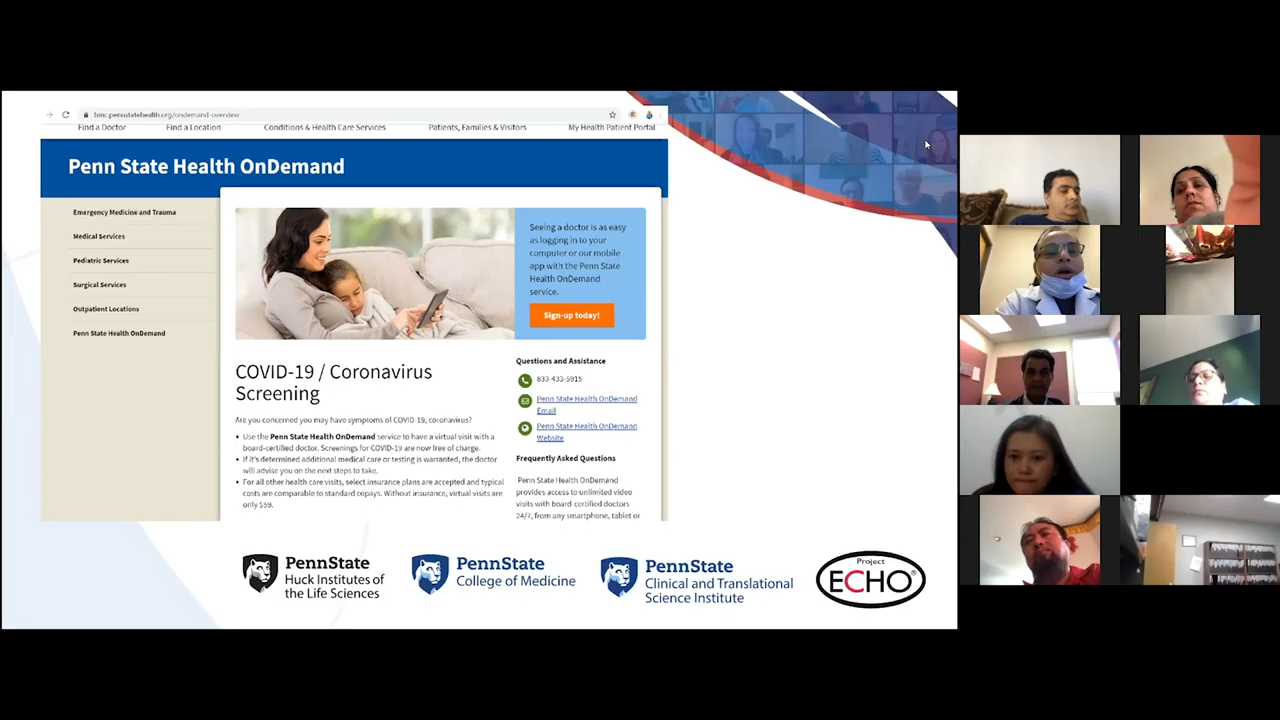 hmc.pennstatehealth.org/ondemand-overview
Find a Doctor Find a Location Conditions & Health Care Services Patients, Families & Visitors My Health Patient Portal
Penn State Health OnDemand
Emergency Medicine and Trauma
Medical Services
Pediatric Services
Surgical Services
Outpatient Locations
Penn State Health OnDemand
Seeing a doctor is as easy
as logging in to your
computer or our mobile
app with the Penn State
Health OnDemand
service.
Sign-up today!
COVID-19 / Coronavirus
Screening
Are you concerned you may have symptoms of COVID-19, coronavirus?
• Use the Penn State Health OnDemand service to have a virtual visit with a
board-certified doctor. Screenings for COVID-19 are now free of charge.
• If it's determined additional medical care or testing is warranted, the doctor
will advise you on the next steps to take.
• For all other health care visits, select insurance plans are accepted and typical
costs are comparable to standard copays. Without insurance, virtual visits are
only $59.
Questions and Assistance
833-433-5915
Penn State Health OnDemand
Email
Penn State Health OnDemand
Website
Frequently Asked Questions
Penn State Health OnDemand
provides access to unlimited video
visits with board-certified doctors
24/7, from any smartphone, tablet or
PennState
Huck Institutes of
the Life Sciences
PennState
College of Medicine
PennState
Clinical and Translational
Science Institute
Project
ECHO®